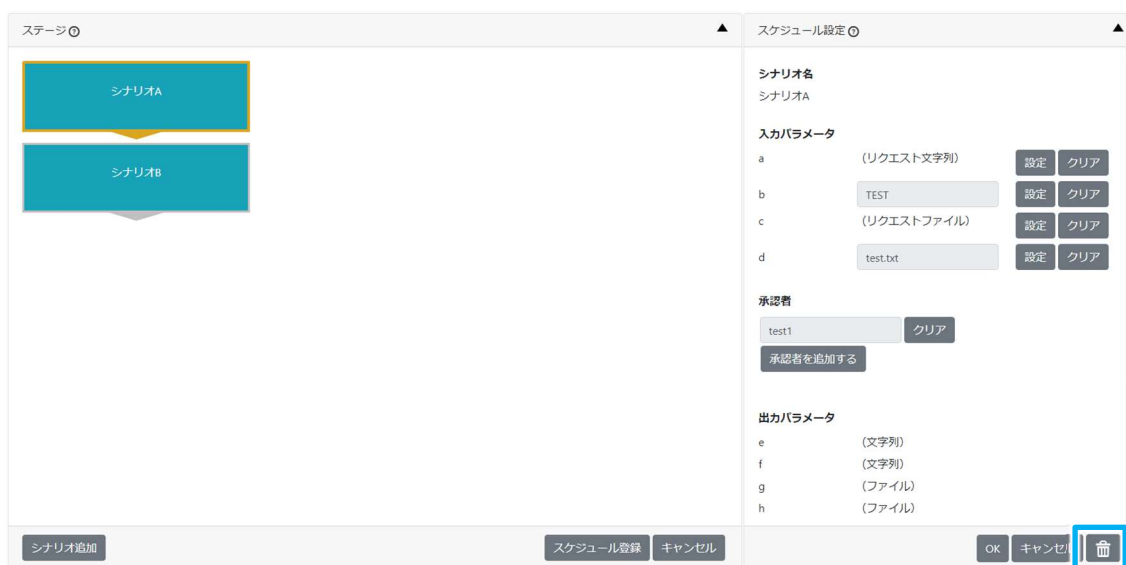 ステージ
シナリオA
シナリオB
シナリオ追加
スケジュール登録 キャンセル
スケジュール設定
シナリオ名
シナリオA
入力パラメータ
a (リクエスト文字列) 設定 クリア
b TEST 設定 クリア
c (リクエストファイル) 設定 クリア
d test.txt 設定 クリア
承認者
test1 クリア
承認者を追加する
出力パラメータ
e (文字列)
f (文字列)
g (ファイル)
h (ファイル)
OK キャンセル